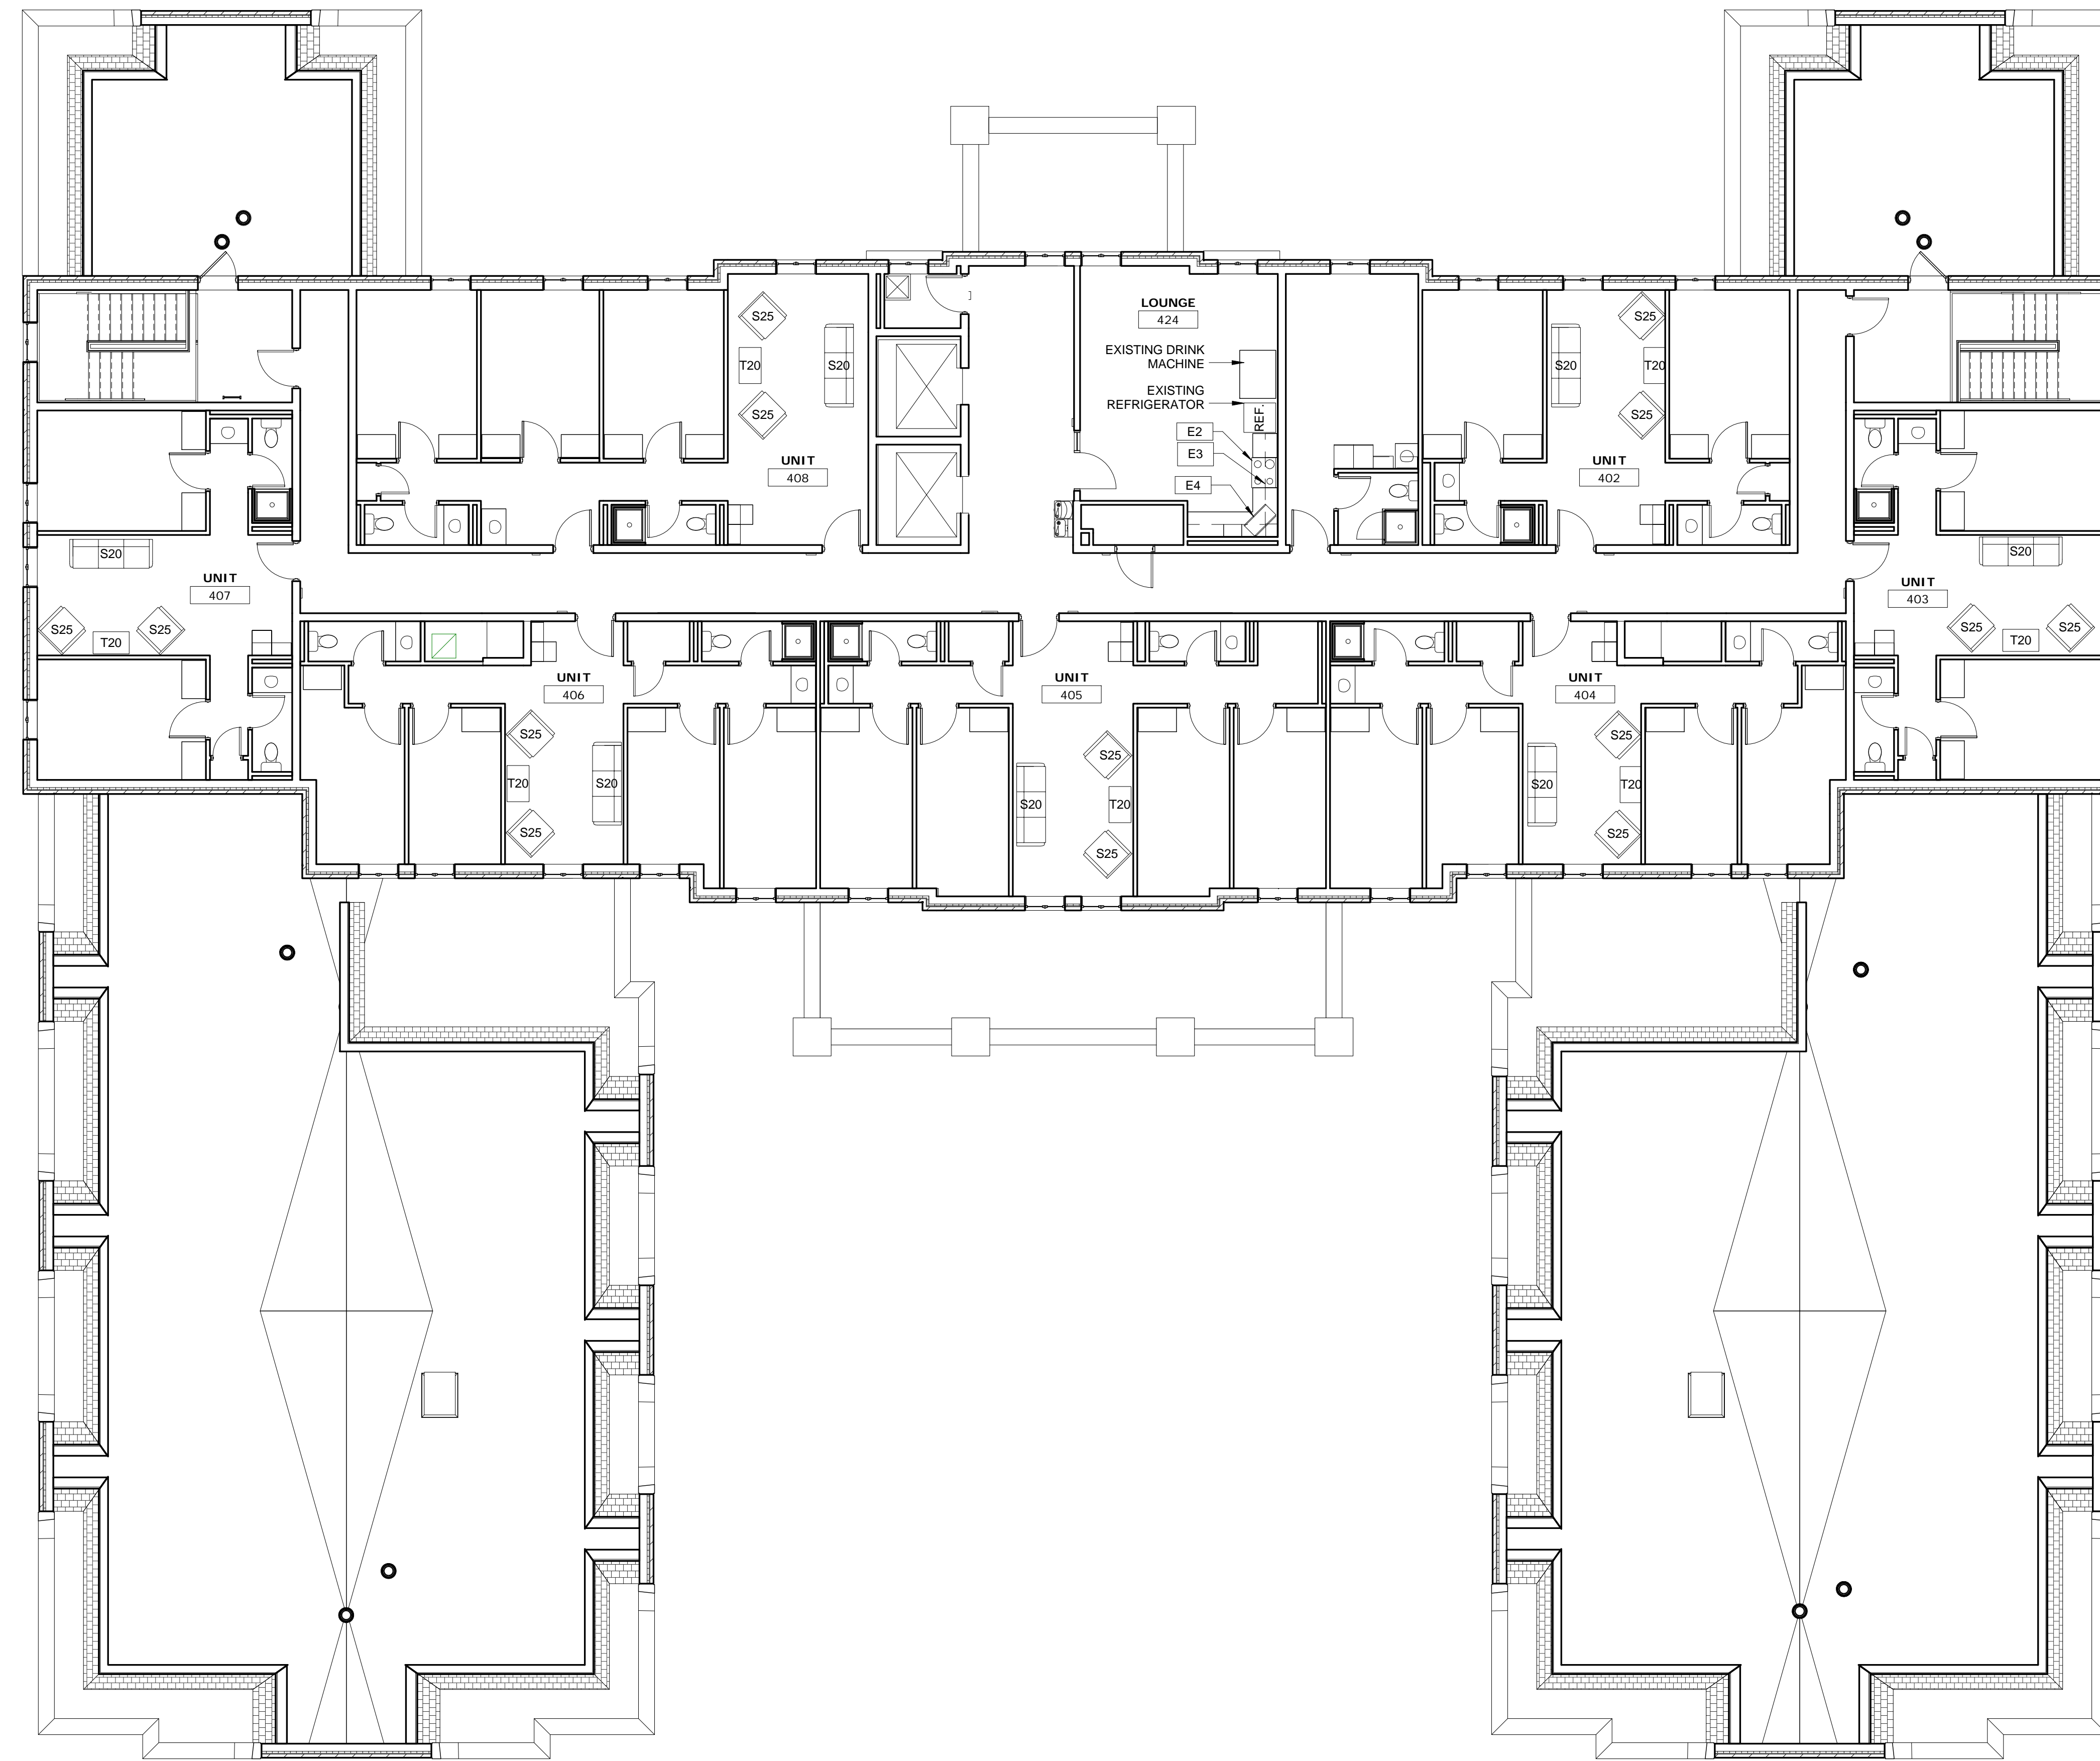 LOUNGE
424
EXISTING DRINK
MACHINE
EXISTING
REFRIGERATOR
REF.
E2
E3
E4
S25
T20
S20
S25
UNIT
408
S25
S20
T20
S25
UNIT
402
S20
UNIT
407
S25
T20
S25
S20
UNIT
403
S25
T20
S25
UNIT
406
S25
T20
S20
S25
UNIT
405
S25
S20
T20
S25
UNIT
404
S25
S20
T20
S25